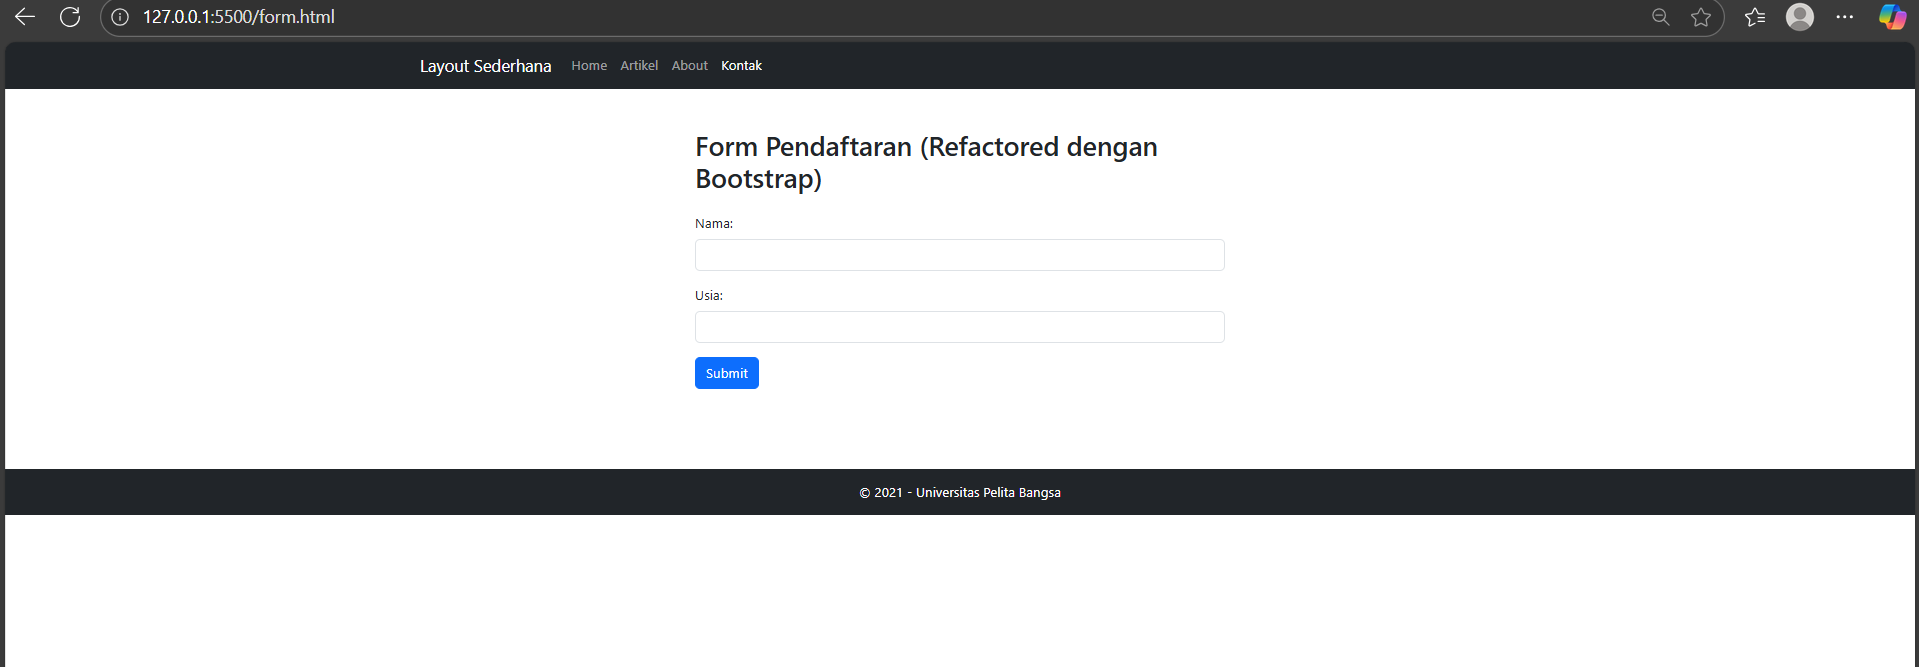 127.0.0.1:5500/form.html
Layout Sederhana Home Artikel About Kontak
Form Pendaftaran (Refactored dengan
Bootstrap)
Nama:
Usia:
Submit
© 2021 - Universitas Pelita Bangsa